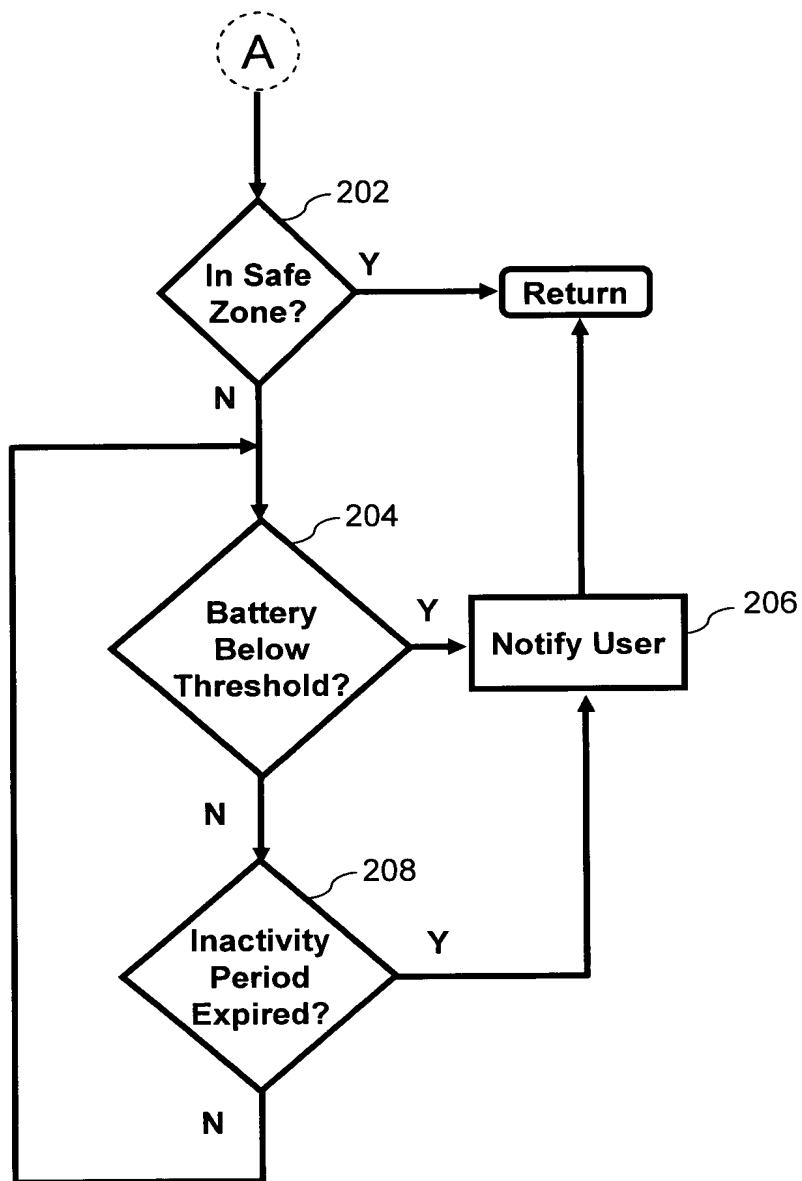 A
202
In Safe
Zone?
Y
Return
N
204
Battery
Below
Threshold?
Y
Notify User
206
N
208
Inactivity
Period
Expired?
Y
N